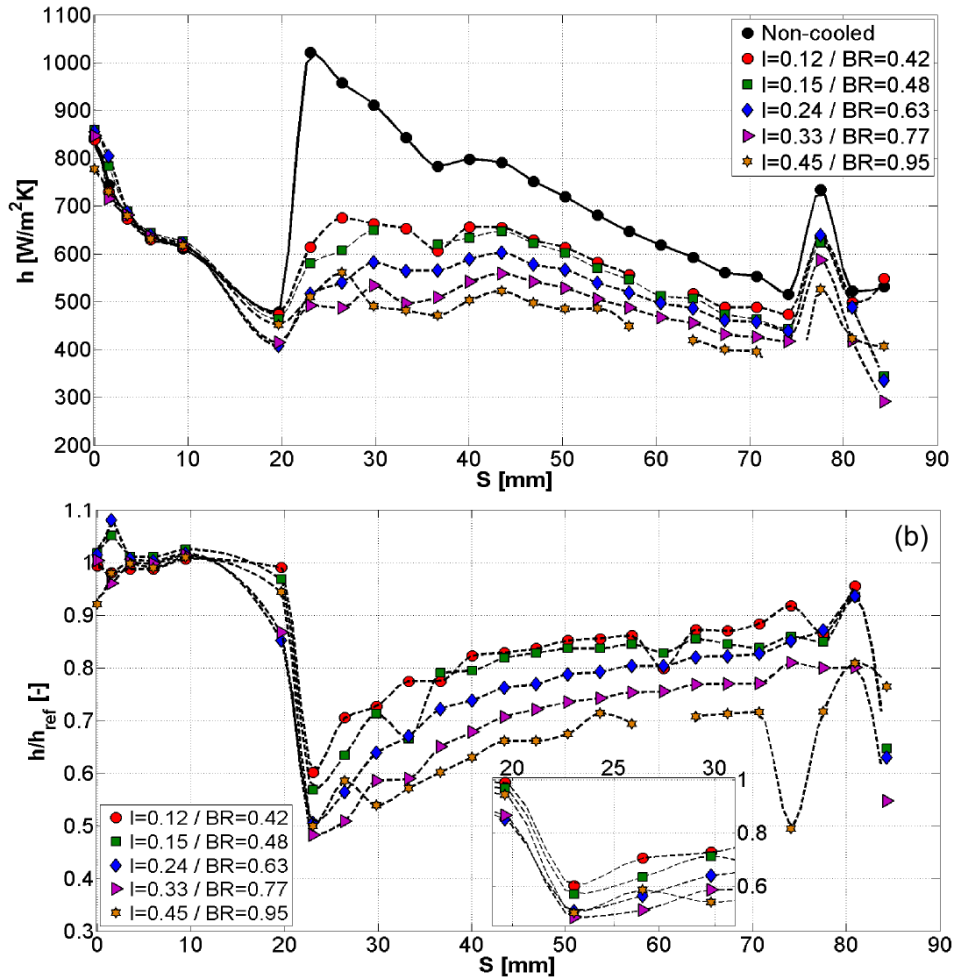 1100
1000
900
800
700
600
500
400
300
200
h [W/m²K]
0 10 20 30 40 50 60 70 80 90
S [mm]
Non-cooled
I=0.12 / BR=0.42
I=0.15 / BR=0.48
I=0.24 / BR=0.63
I=0.33 / BR=0.77
I=0.45 / BR=0.95
1.1
1
0.9
0.8
0.7
0.6
0.5
0.4
0.3
h/h_ref [-]
(b)
I=0.12 / BR=0.42
I=0.15 / BR=0.48
I=0.24 / BR=0.63
I=0.33 / BR=0.77
I=0.45 / BR=0.95
20 25 30
1
0.8
0.6
0 10 20 30 40 50 60 70 80 90
S [mm]